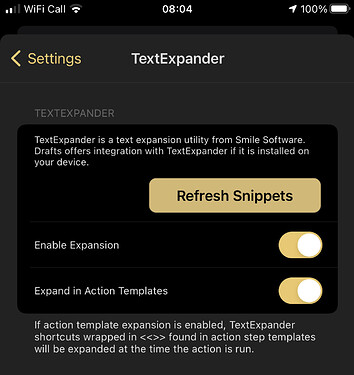 WiFi Call 08:04 100%
Settings TextExpander
TEXTEXPANDER
TextExpander is a text expansion utility from Smile Software.
Drafts offers integration with TextExpander if it is installed on
your device.
Refresh Snippets
Enable Expansion
Expand in Action Templates
If action template expansion is enabled, TextExpander
shortcuts wrapped in <<>> found in action step templates
will be expanded at the time the action is run.